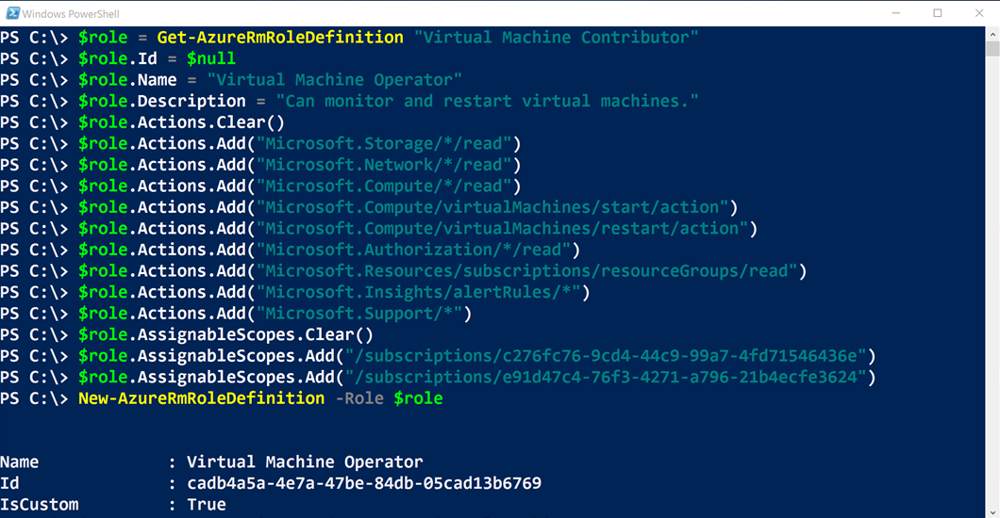 Windows PowerShell
PS C:\> $role = Get-AzureRmRoleDefinition "Virtual Machine Contributor"
PS C:\> $role.Id = $null
PS C:\> $role.Name = "Virtual Machine Operator"
PS C:\> $role.Description = "Can monitor and restart virtual machines."
PS C:\> $role.Actions.Clear()
PS C:\> $role.Actions.Add("Microsoft.Storage/*/read")
PS C:\> $role.Actions.Add("Microsoft.Network/*/read")
PS C:\> $role.Actions.Add("Microsoft.Compute/*/read")
PS C:\> $role.Actions.Add("Microsoft.Compute/virtualMachines/start/action")
PS C:\> $role.Actions.Add("Microsoft.Compute/virtualMachines/restart/action")
PS C:\> $role.Actions.Add("Microsoft.Authorization/*/read")
PS C:\> $role.Actions.Add("Microsoft.Resources/subscriptions/resourceGroups/read")
PS C:\> $role.Actions.Add("Microsoft.Insights/alertRules/*")
PS C:\> $role.Actions.Add("Microsoft.Support/*")
PS C:\> $role.AssignableScopes.Clear()
PS C:\> $role.AssignableScopes.Add("/subscriptions/c276fc76-9cd4-44c9-99a7-4fd71546436e")
PS C:\> $role.AssignableScopes.Add("/subscriptions/e91d47c4-76f3-4271-a796-21b4ecfe3624")
PS C:\> New-AzureRmRoleDefinition -Role $role
Name : Virtual Machine Operator
Id : cadb4a5a-4e7a-47be-84db-05cad13b6769
IsCustom : True